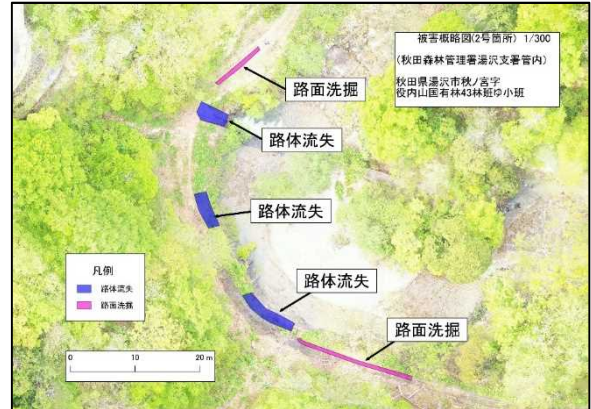 被害概略図(2号箇所) 1/300
(秋田森林管理署湯沢支署管内)
秋田県湯沢市秋ノ宮字
役内山国有林43林班ゆ小班
路面洗掘
路体流失
路体流失
路体流失
路面洗掘
凡例
路体流失
路面洗掘
0 10 20 m